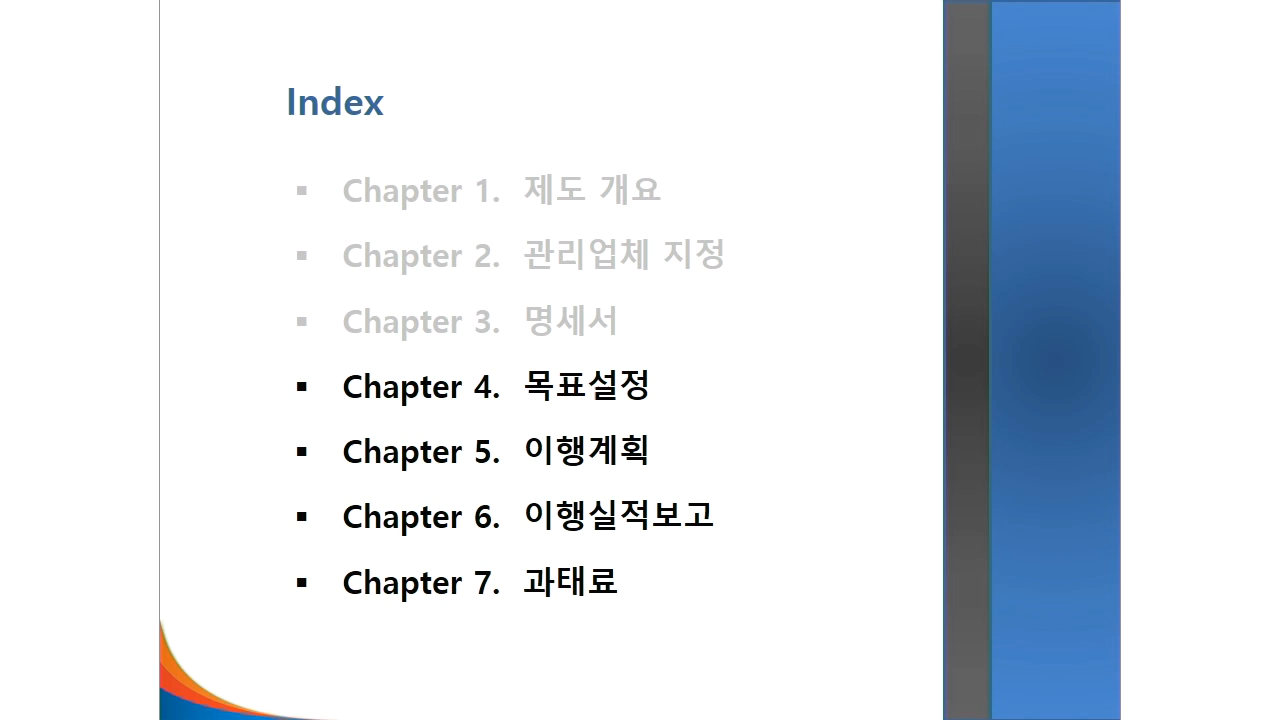 Index
▪ Chapter 1. 제도 개요
▪ Chapter 2. 관리업체 지정
▪ Chapter 3. 명세서
▪ Chapter 4. 목표설정
▪ Chapter 5. 이행계획
▪ Chapter 6. 이행실적보고
▪ Chapter 7. 과태료